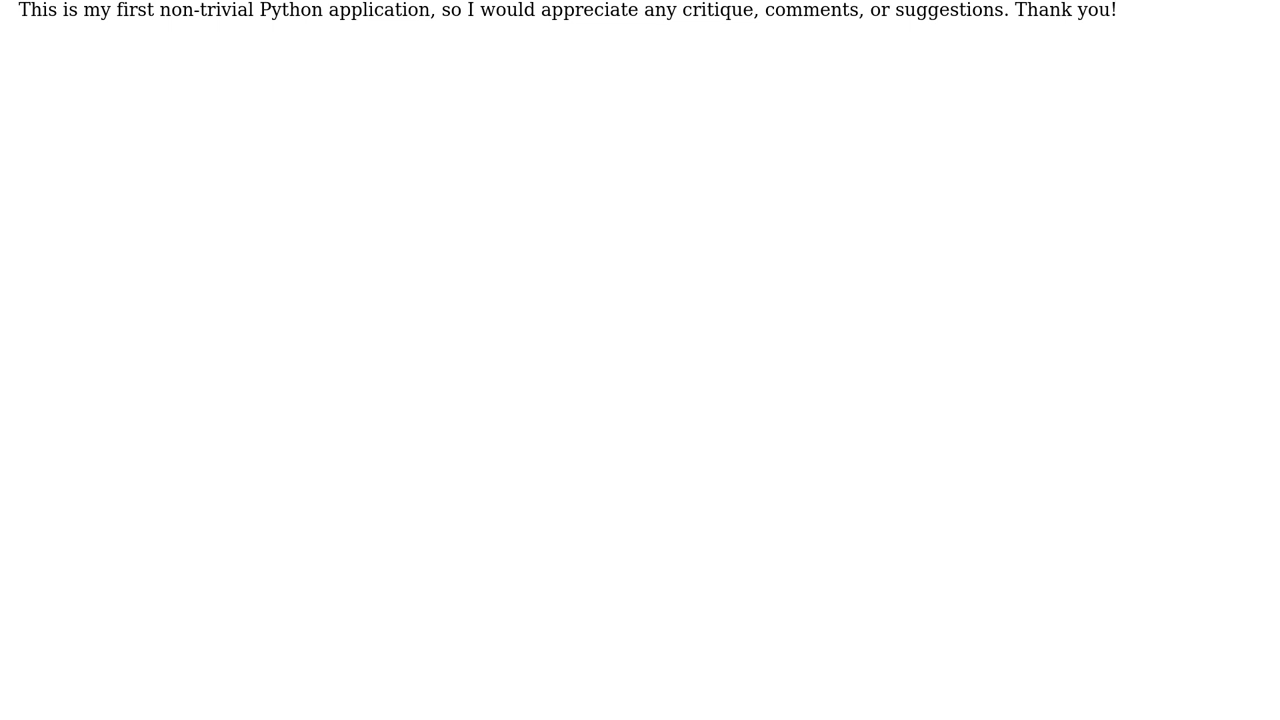 This is my first non-trivial Python application, so I would appreciate any critique, comments, or suggestions. Thank you!